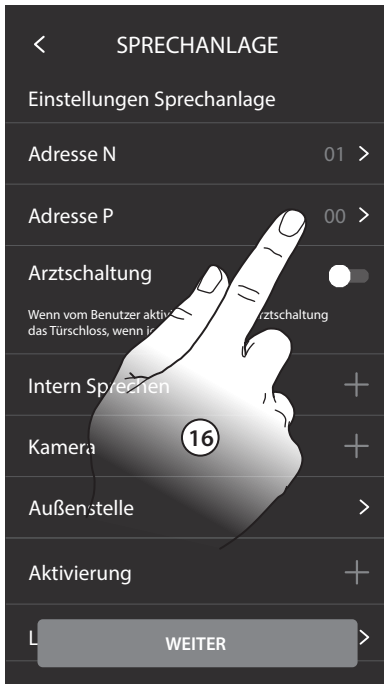 SPRECHANLAGE
Einstellungen Sprechanlage
Adresse N 01
Adresse P 00
Arztschaltung
Wenn vom Benutzer rztschaltung
das Türschloss, wenn
Intern Sprechen
Kamera
16
Außenstelle
Aktivierung
L
WEITER